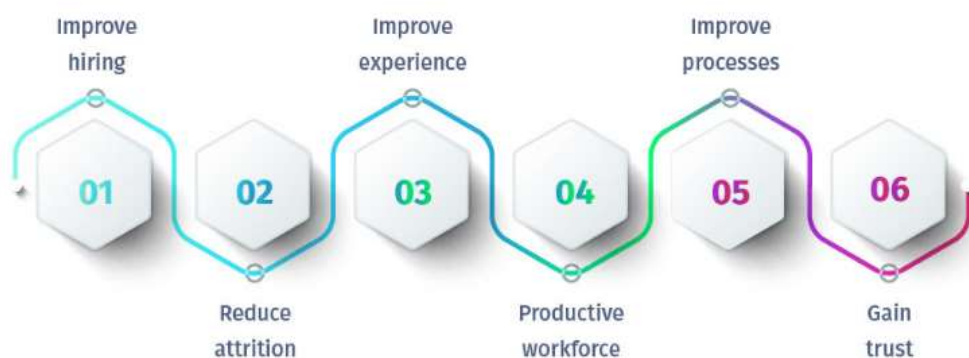 Improve
hiring
01
02
Reduce
attrition
Improve
experience
03
04
Productive
workforce
Improve
processes
05
06
Gain
trust